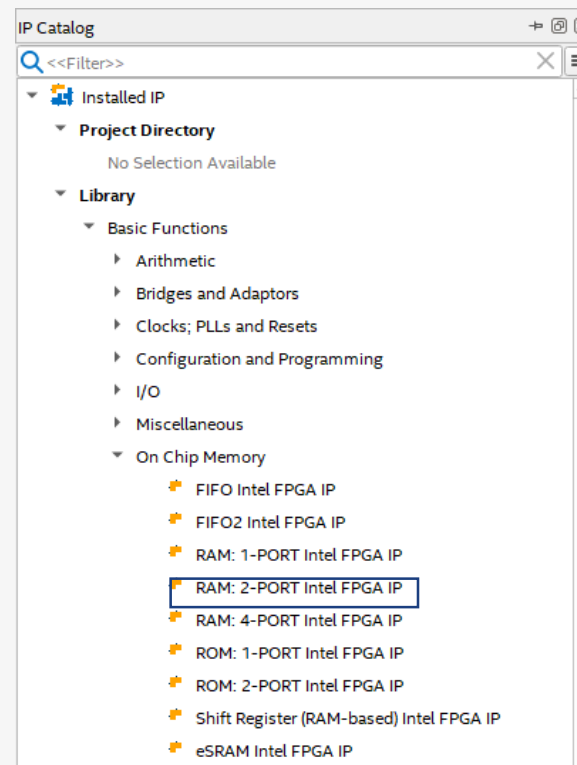 IP Catalog
<<Filter>>
Installed IP
Project Directory
No Selection Available
Library
Basic Functions
Arithmetic
Bridges and Adaptors
Clocks; PLLs and Resets
Configuration and Programming
I/O
Miscellaneous
On Chip Memory
FIFO Intel FPGA IP
FIFO2 Intel FPGA IP
RAM: 1-PORT Intel FPGA IP
RAM: 2-PORT Intel FPGA IP
RAM: 4-PORT Intel FPGA IP
ROM: 1-PORT Intel FPGA IP
ROM: 2-PORT Intel FPGA IP
Shift Register (RAM-based) Intel FPGA IP
eSRAM Intel FPGA IP